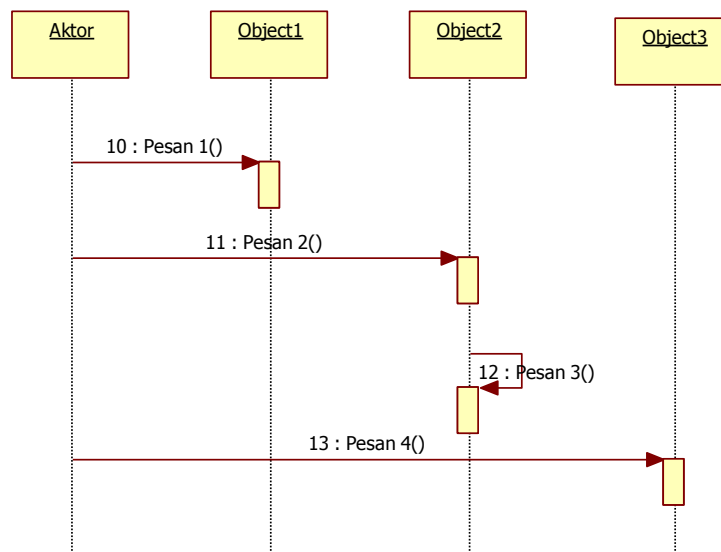 Aktor
Object1
Object2
Object3
10 : Pesan 1()
11 : Pesan 2()
12 : Pesan 3()
13 : Pesan 4()